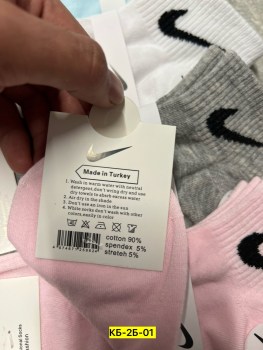 Made in Turkey
1. Wash in warm water with neutral
detergent don't wring dry and use
dry towels to absorb excess water
2. Air dry in the shade
3. Don't use an iron in the sun
4. White socks don't wash with other
colors easily to color
cotton 90%
spendex 5%
stretch 5%
КБ-2Б-01